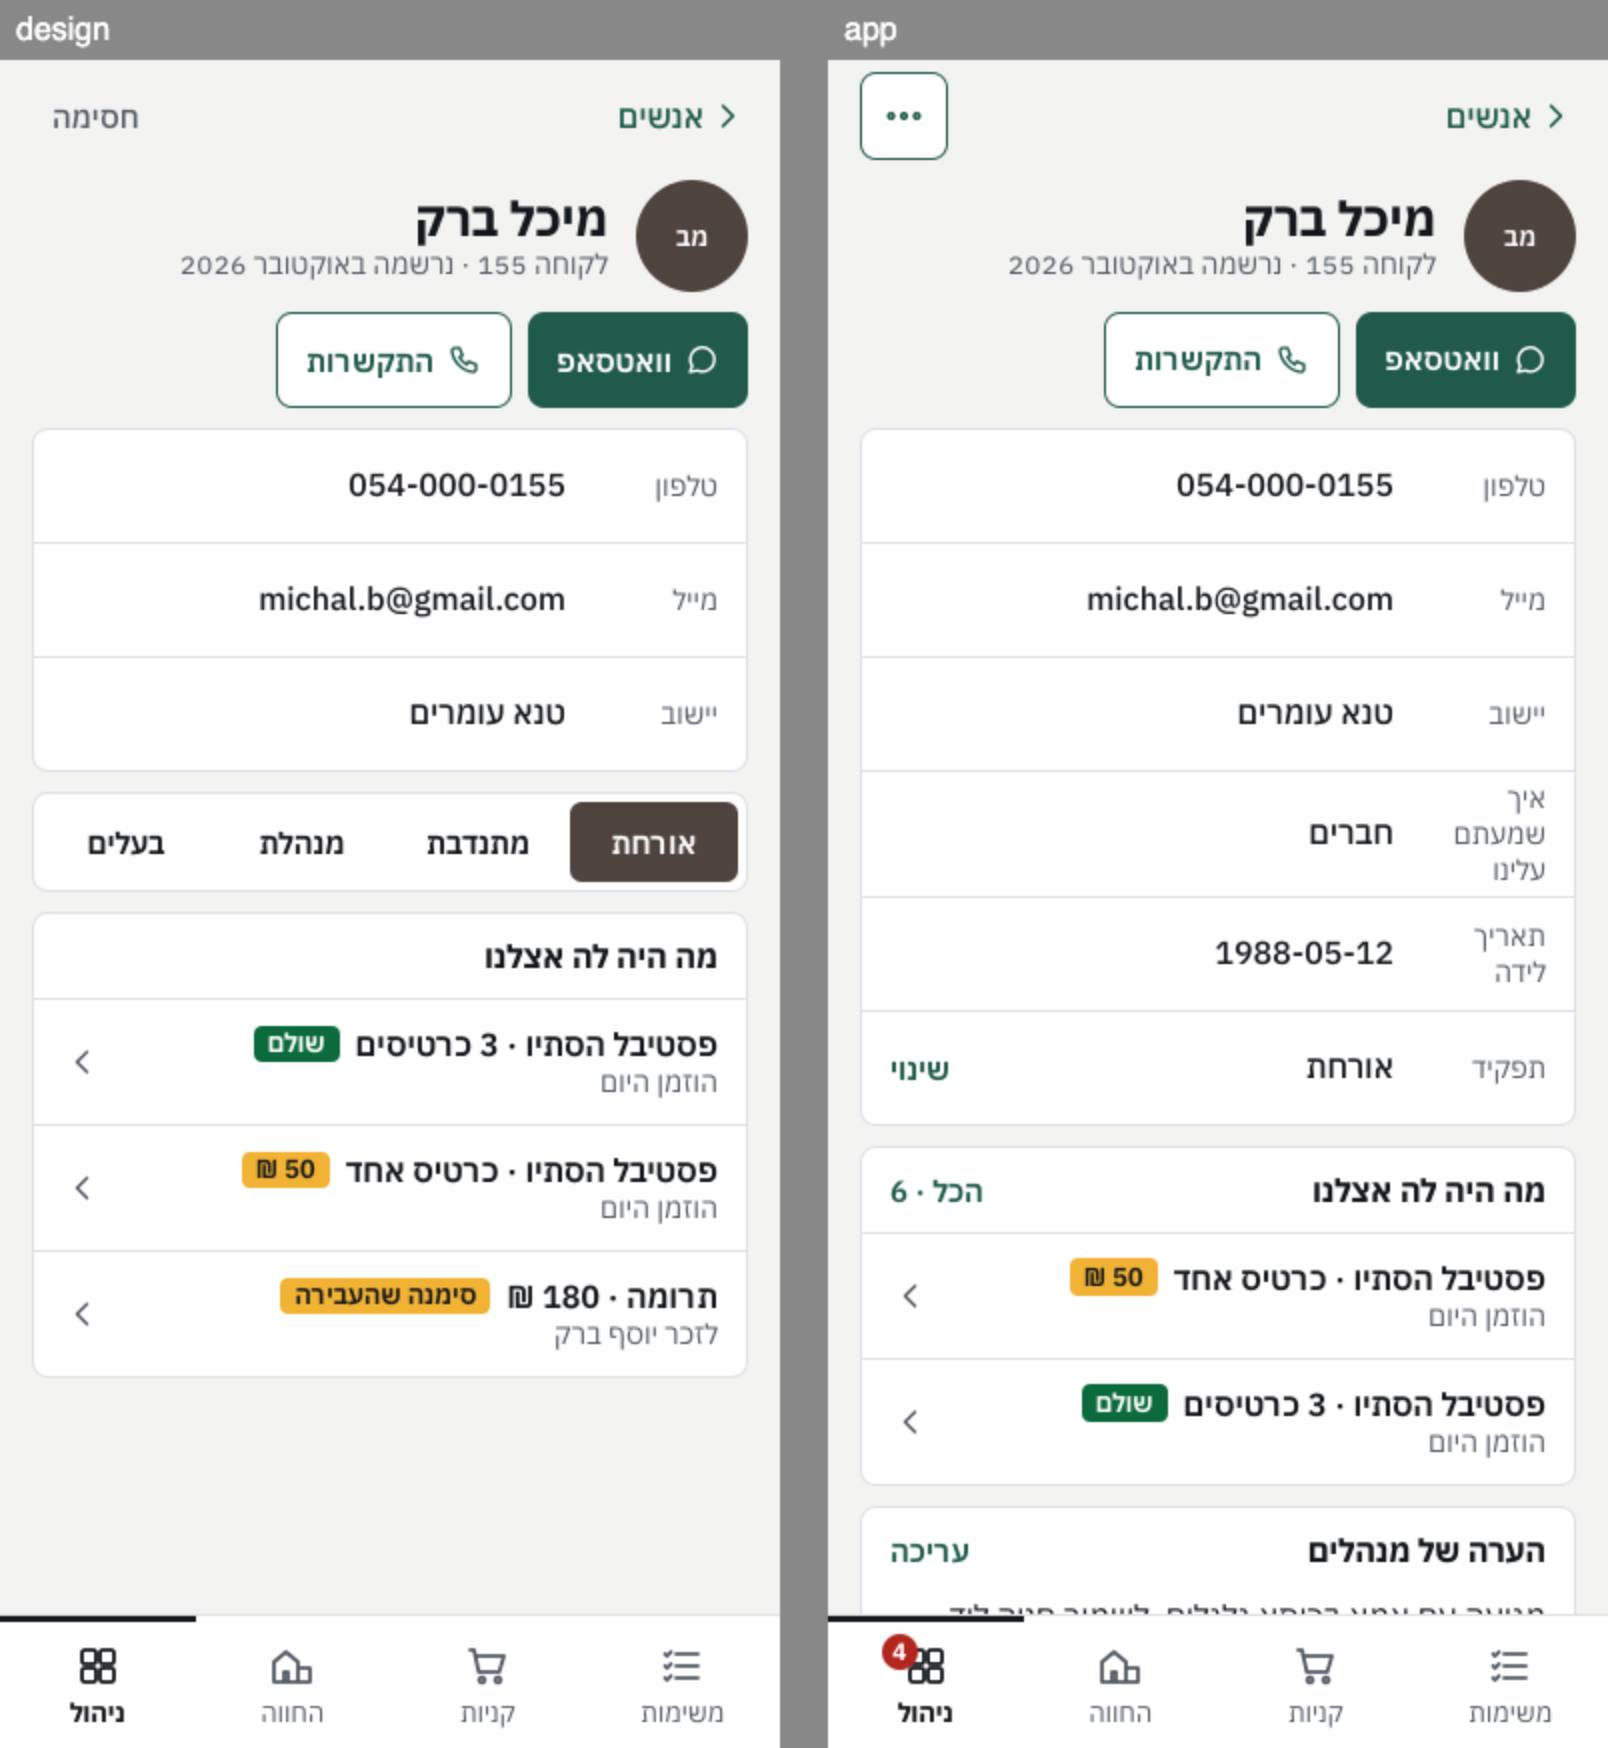 design
אנשים
חסימה
מב
מיכל ברק
לקוחה 155 · נרשמה באוקטובר 2026
וואטסאפ
התקשרות
טלפון
054-000-0155
מייל
michal.b@gmail.com
יישוב
טנא עומרים
אורחת
מתנדבת
מנהלת
בעלים
מה היה לה אצלנו
פסטיבל הסתיו · 3 כרטיסים שולם
הוזמן היום
פסטיבל הסתיו · כרטיס אחד 50 ₪
הוזמן היום
תרומה · 180 ₪ סימנה שהעבירה
לזכר יוסף ברק
משימות
קניות
החווה
ניהול
app
אנשים
מב
מיכל ברק
לקוחה 155 · נרשמה באוקטובר 2026
וואטסאפ
התקשרות
טלפון
054-000-0155
מייל
michal.b@gmail.com
יישוב
טנא עומרים
איך
שמעתם
עלינו
חברים
תאריך
לידה
1988-05-12
תפקיד
אורחת
שינוי
מה היה לה אצלנו
הכל · 6
פסטיבל הסתיו · כרטיס אחד 50 ₪
הוזמן היום
פסטיבל הסתיו · 3 כרטיסים שולם
הוזמן היום
הערה של מנהלים
עריכה
משימות
קניות
החווה
4
ניהול